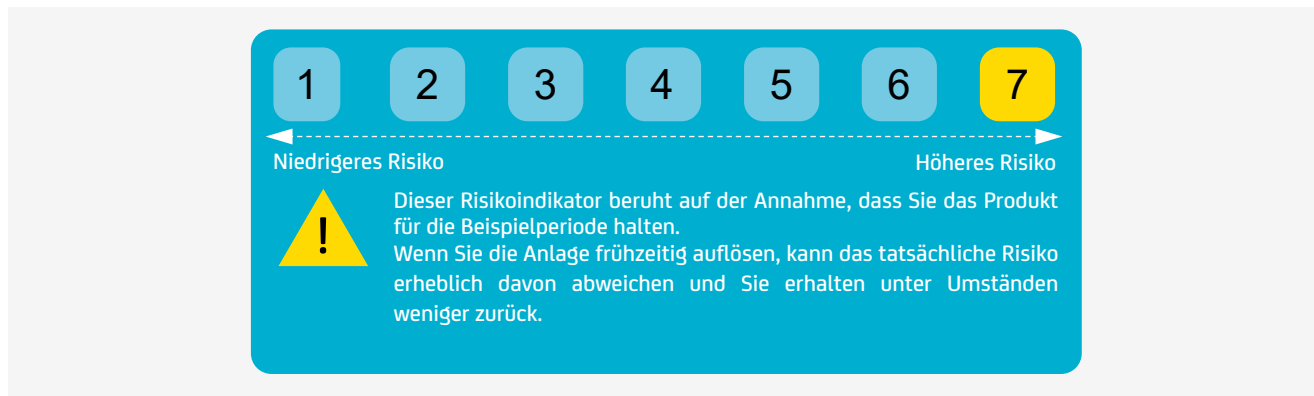 1 2 3 4 5 6 7
Niedrigeres Risiko Höheres Risiko
!
Dieser Risikoindikator beruht auf der Annahme, dass Sie das Produkt
für die Beispielperiode halten.
Wenn Sie die Anlage frühzeitig auflösen, kann das tatsächliche Risiko
erheblich davon abweichen und Sie erhalten unter Umständen
weniger zurück.